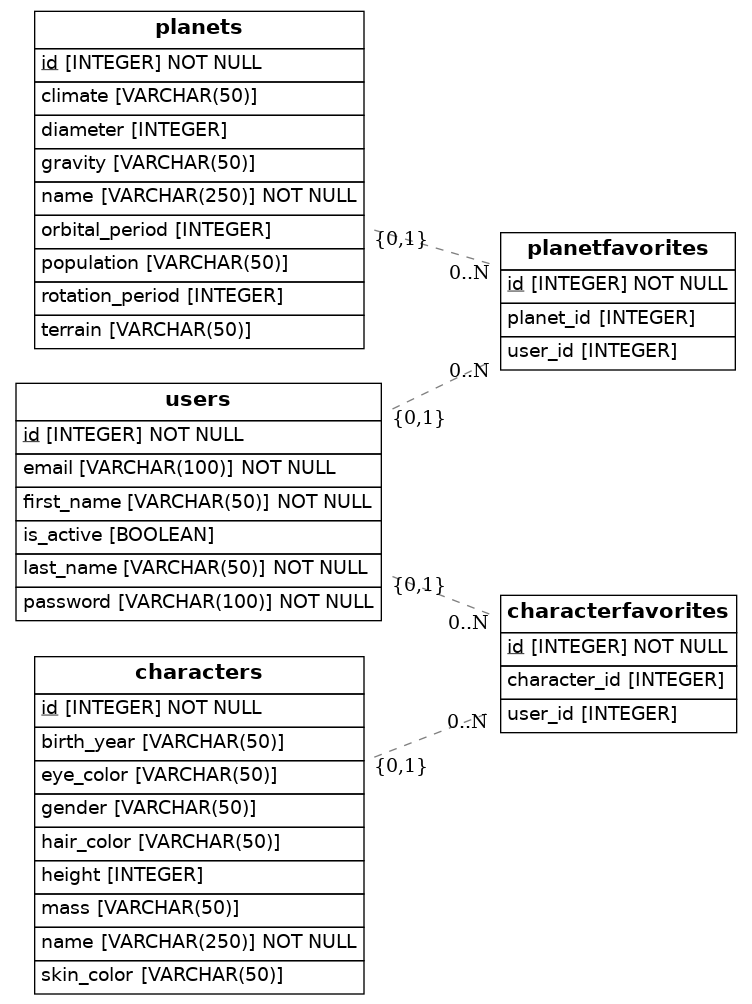 planets
id [INTEGER] NOT NULL
climate [VARCHAR(50)]
diameter [INTEGER]
gravity [VARCHAR(50)]
name [VARCHAR(250)] NOT NULL
orbital_period [INTEGER]
population [VARCHAR(50)]
rotation_period [INTEGER]
terrain [VARCHAR(50)]
{0,1}
0..N
planetfavorites
id [INTEGER] NOT NULL
planet_id [INTEGER]
user_id [INTEGER]
0..N
{0,1}
users
id [INTEGER] NOT NULL
email [VARCHAR(100)] NOT NULL
first_name [VARCHAR(50)] NOT NULL
is_active [BOOLEAN]
last_name [VARCHAR(50)] NOT NULL
password [VARCHAR(100)] NOT NULL
{0,1}
0..N
characterfavorites
id [INTEGER] NOT NULL
character_id [INTEGER]
user_id [INTEGER]
0..N
{0,1}
characters
id [INTEGER] NOT NULL
birth_year [VARCHAR(50)]
eye_color [VARCHAR(50)]
gender [VARCHAR(50)]
hair_color [VARCHAR(50)]
height [INTEGER]
mass [VARCHAR(50)]
name [VARCHAR(250)] NOT NULL
skin_color [VARCHAR(50)]